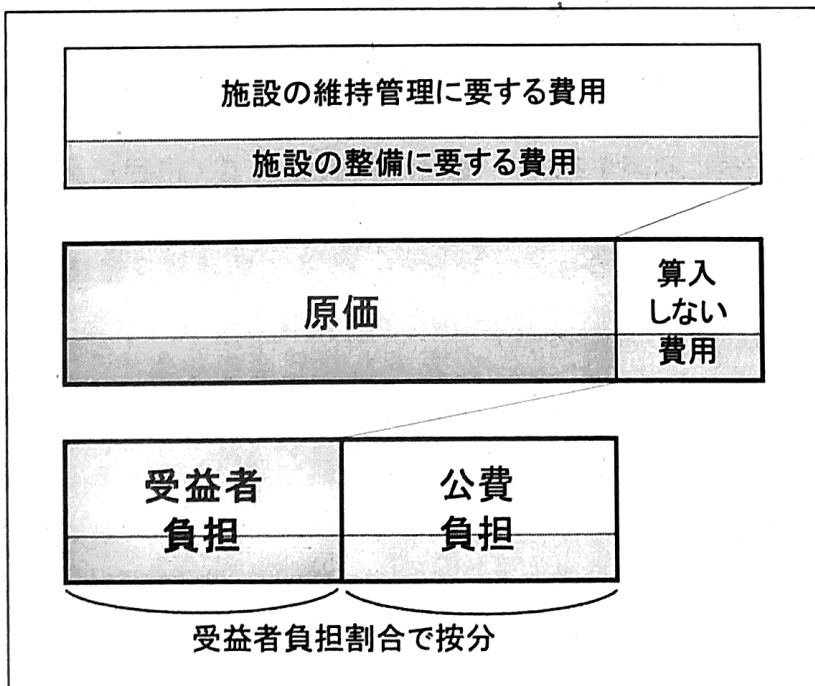 施設の維持管理に要する費用
施設の整備に要する費用
原価
算入
しない
費用
受益者
負担
公費
負担
受益者負担割合で按分